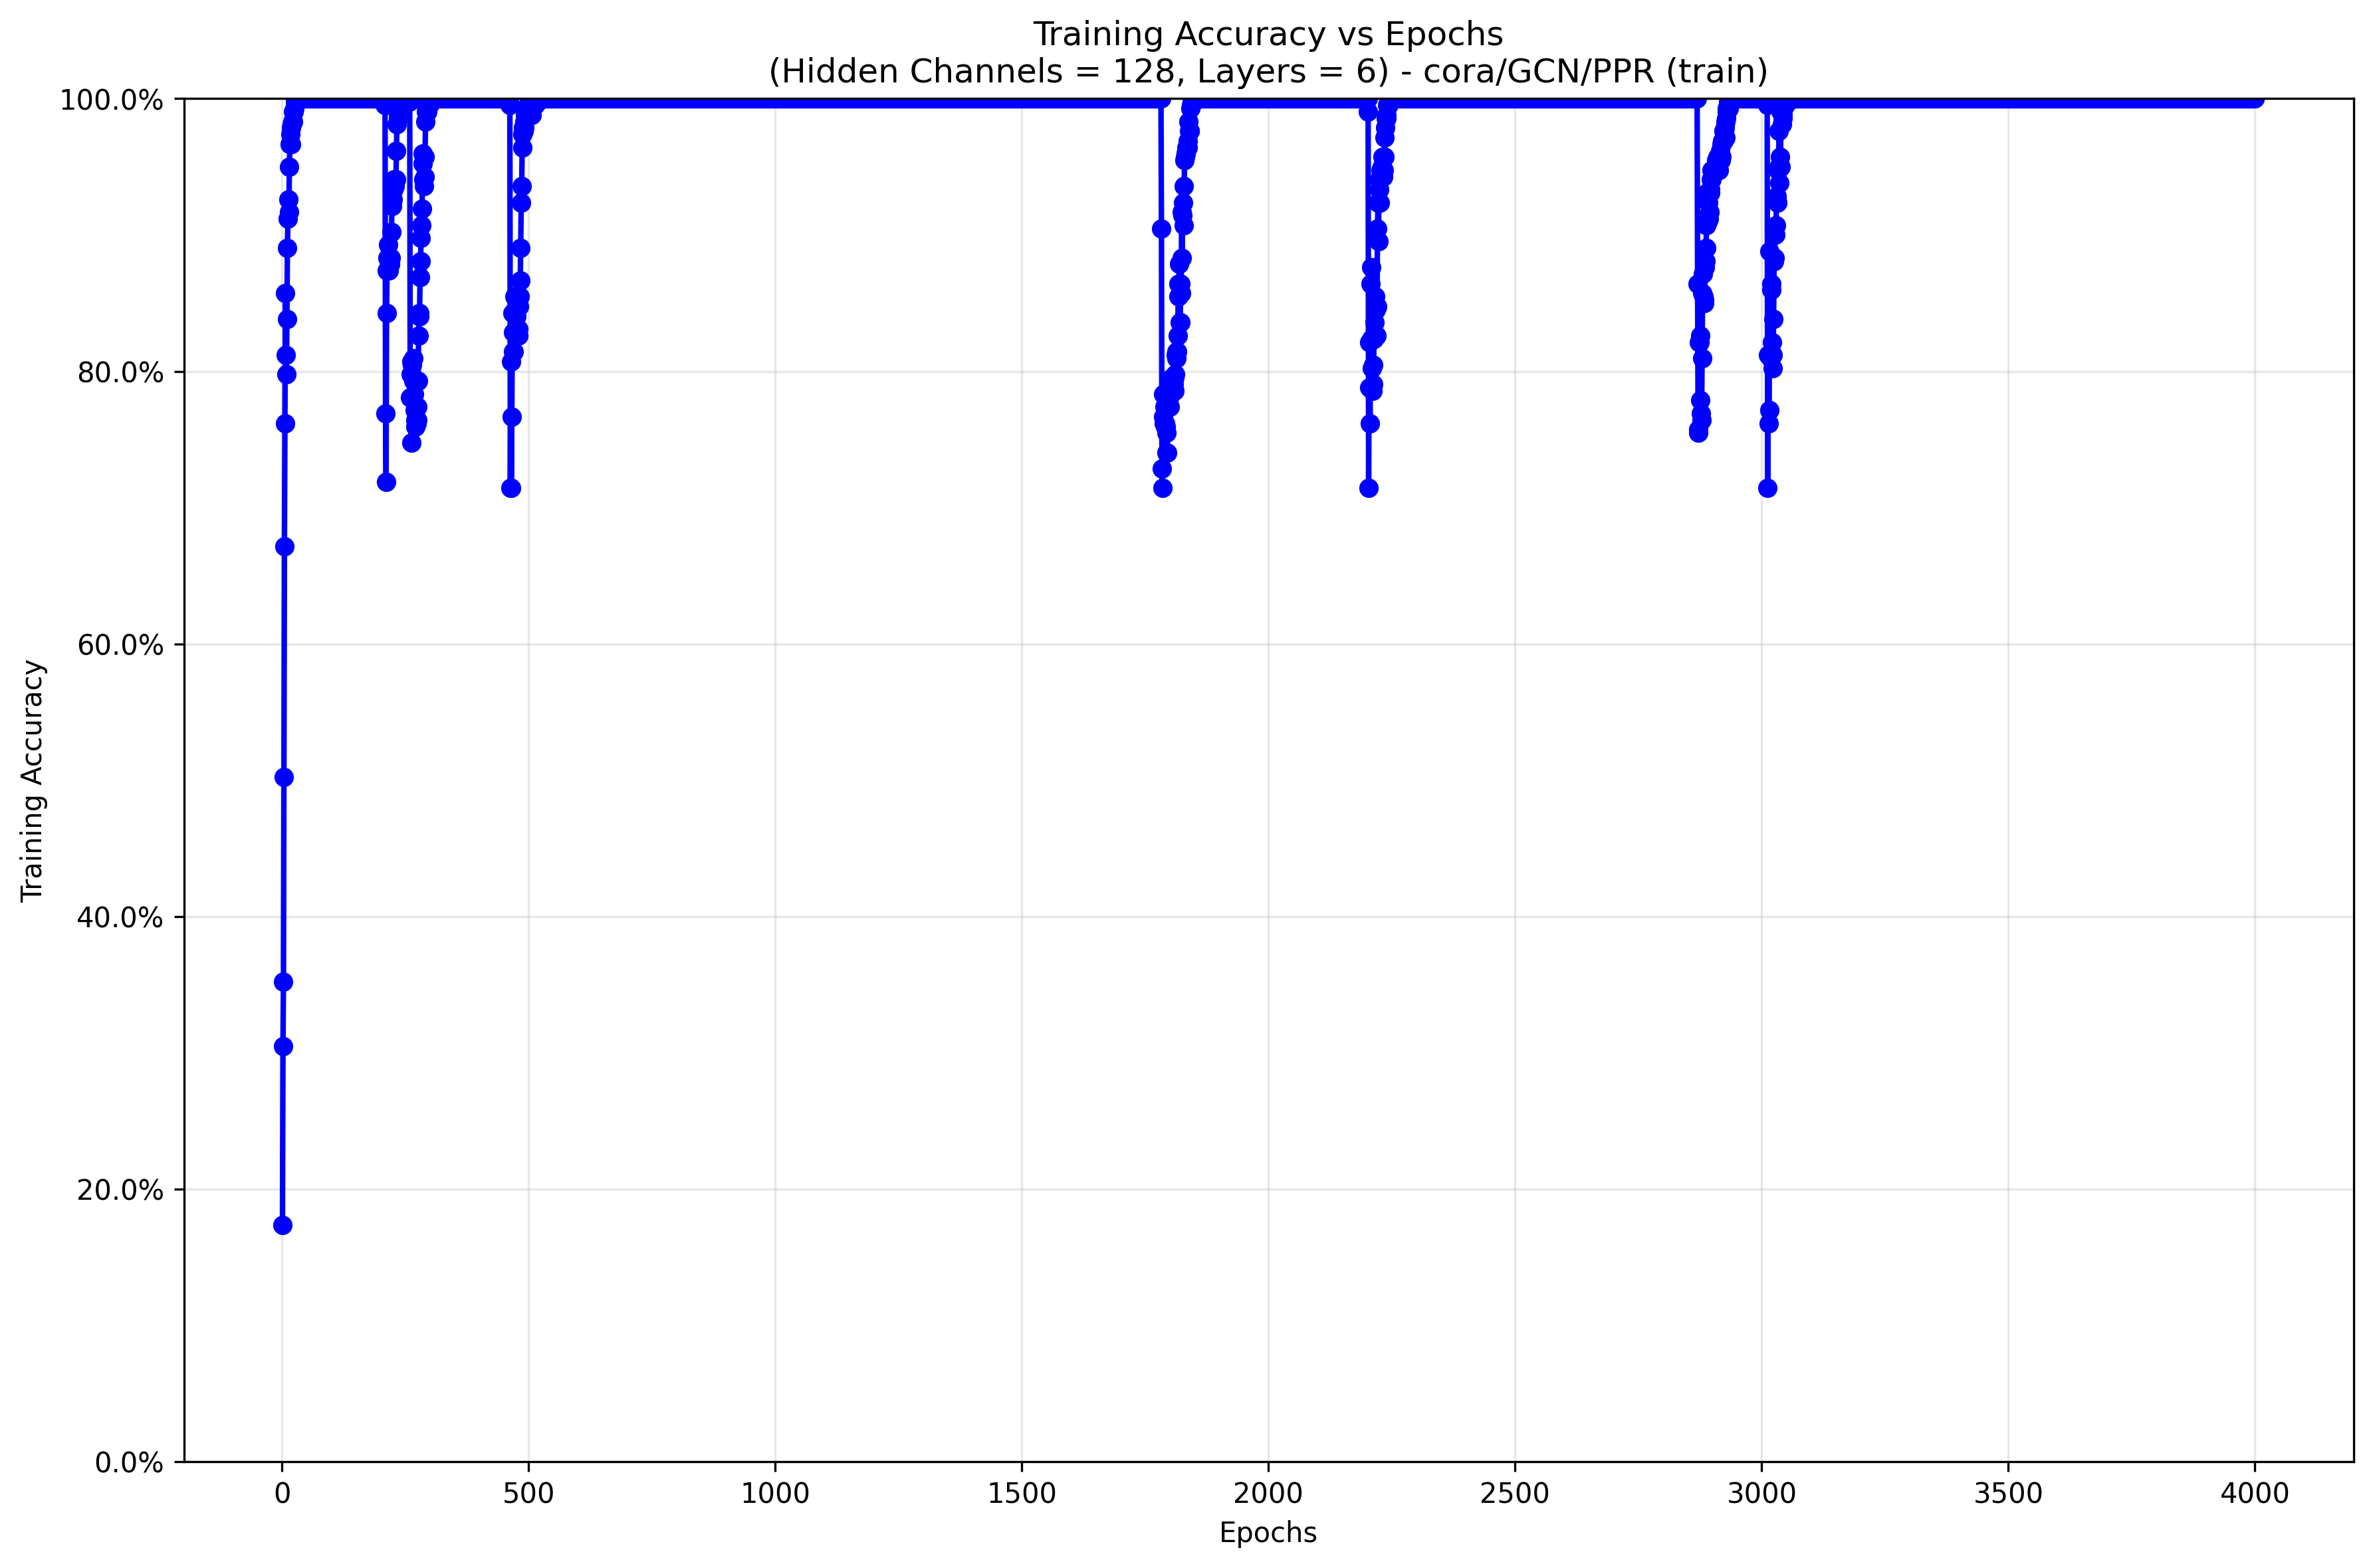 Training Accuracy vs Epochs
(Hidden Channels = 128, Layers = 6) - cora/GCN/PPR (train)
100.0%
80.0%
60.0%
40.0%
20.0%
0.0%
Training Accuracy
0 500 1000 1500 2000 2500 3000 3500 4000
Epochs